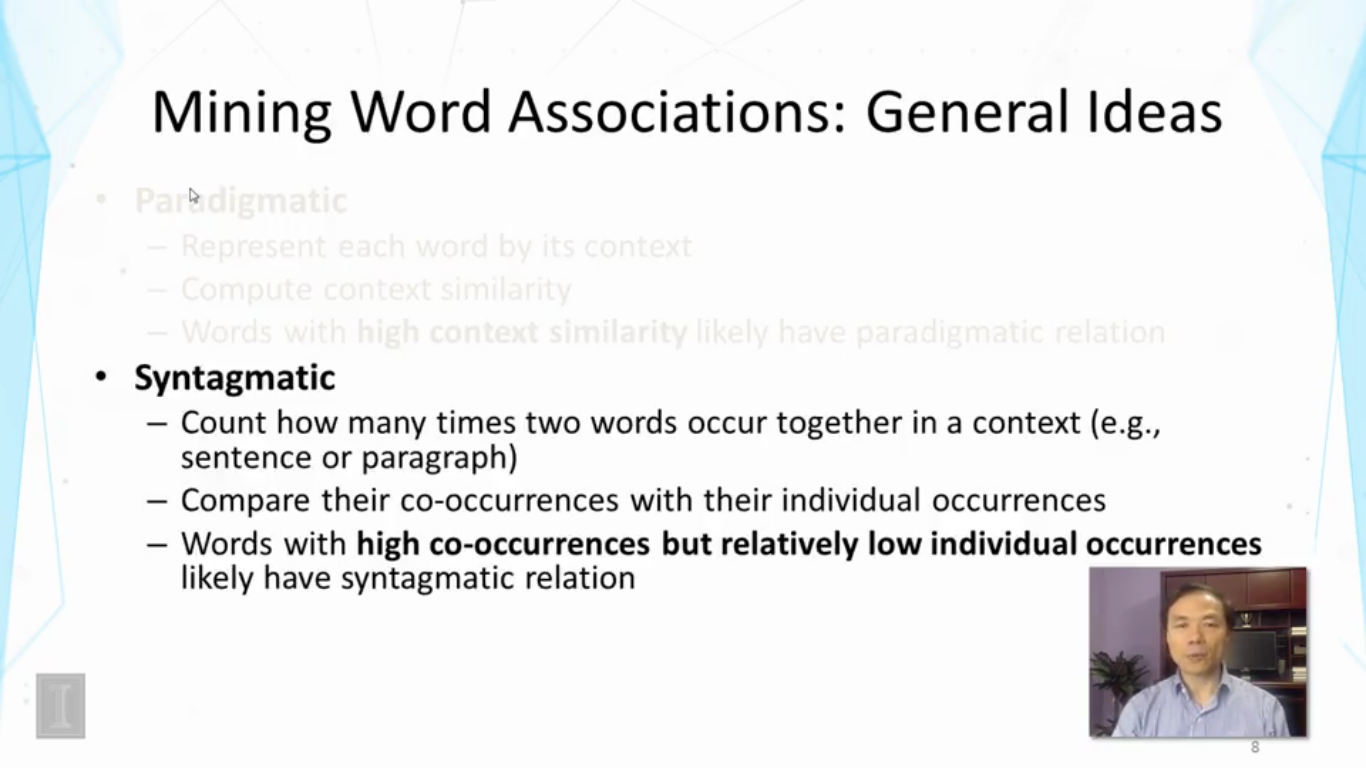 Mining Word Associations: General Ideas
• Paradigmatic
– Represent each word by its context
– Compute context similarity
– Words with high context similarity likely have paradigmatic relation
• Syntagmatic
– Count how many times two words occur together in a context (e.g.,
sentence or paragraph)
– Compare their co-occurrences with their individual occurrences
– Words with high co-occurrences but relatively low individual occurrences
likely have syntagmatic relation
I
8